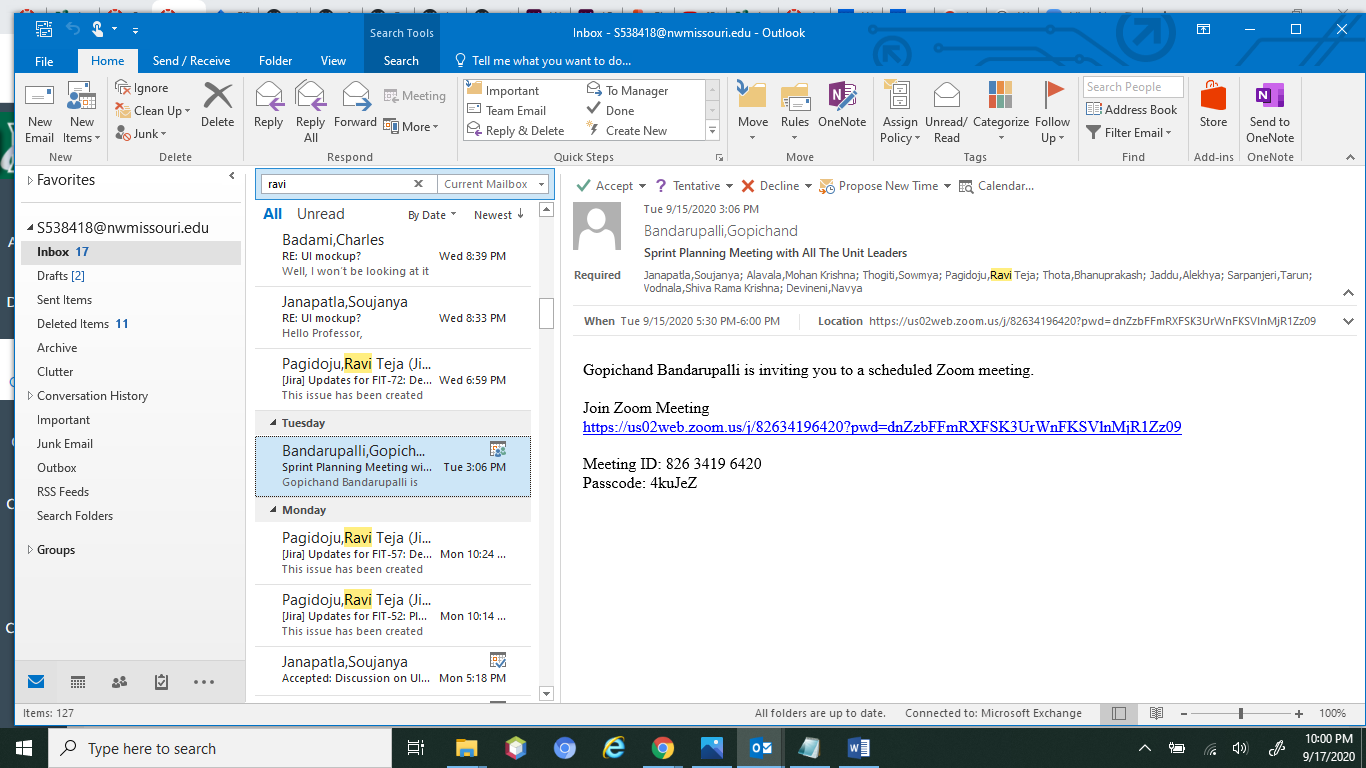 Search Tools
Inbox - S538418@nwmissouri.edu - Outlook
File
Home
Send / Receive
Folder
View
Search
Tell me what you want to do...
New Email
New Items
New
Ignore
Clean Up
Junk
Delete
Delete
Reply
Reply All
Forward
Meeting
More
Respond
Important
Team Email
Reply & Delete
To Manager
Done
Create New
Quick Steps
Move
Rules
OneNote
Move
Assign Policy
Unread/ Read
Categorize
Follow Up
Tags
Search People
Address Book
Filter Email
Find
Store
Add-ins
Send to OneNote
OneNote
Favorites
S538418@nwmissouri.edu
Inbox 17
Drafts [2]
Sent Items
Deleted Items 11
Archive
Clutter
Conversation History
Important
Junk Email
Outbox
RSS Feeds
Search Folders
Groups
ravi
Current Mailbox
All Unread By Date Newest
Badami,Charles
RE: UI mockup? Wed 8:39 PM
Well, I won't be looking at it
Janapatla,Soujanya
RE: UI mockup? Wed 8:33 PM
Hello Professor,
Pagidoju,Ravi Teja (Ji...
[Jira] Updates for FIT-72: De... Wed 6:59 PM
This issue has been created
Tuesday
Bandarupalli,Gopich...
Sprint Planning Meeting wi... Tue 3:06 PM
Gopichand Bandarupalli is
Monday
Pagidoju,Ravi Teja (Ji...
[Jira] Updates for FIT-57: De... Mon 10:24 ...
This issue has been created
Pagidoju,Ravi Teja (Ji...
[Jira] Updates for FIT-52: Pl... Mon 10:14 ...
This issue has been created
Janapatla,Soujanya
Accepted: Discussion on UI... Mon 5:18 PM
Accept Tentative Decline Propose New Time Calendar...
Tue 9/15/2020 3:06 PM
Bandarupalli,Gopichand
Sprint Planning Meeting with All The Unit Leaders
Required Janapatla,Soujanya; Alavala,Mohan Krishna; Thogiti,Sowmya; Pagidoju,Ravi Teja; Thota,Bhanuprakash; Jaddu,Alekhya; Sarpanjeri,Tarun;
Vodnala,Shiva Rama Krishna; Devineni,Navya
When Tue 9/15/2020 5:30 PM-6:00 PM Location https://us02web.zoom.us/j/82634196420?pwd=dnZzbFFmRXFSK3UrWnFKSVlnMjR1Zz09
Gopichand Bandarupalli is inviting you to a scheduled Zoom meeting.
Join Zoom Meeting
https://us02web.zoom.us/j/82634196420?pwd=dnZzbFFmRXFSK3UrWnFKSVlnMjR1Zz09
Meeting ID: 826 3419 6420
Passcode: 4kuJeZ
Items: 127
All folders are up to date. Connected to: Microsoft Exchange 100%
Type here to search
10:00 PM
9/17/2020